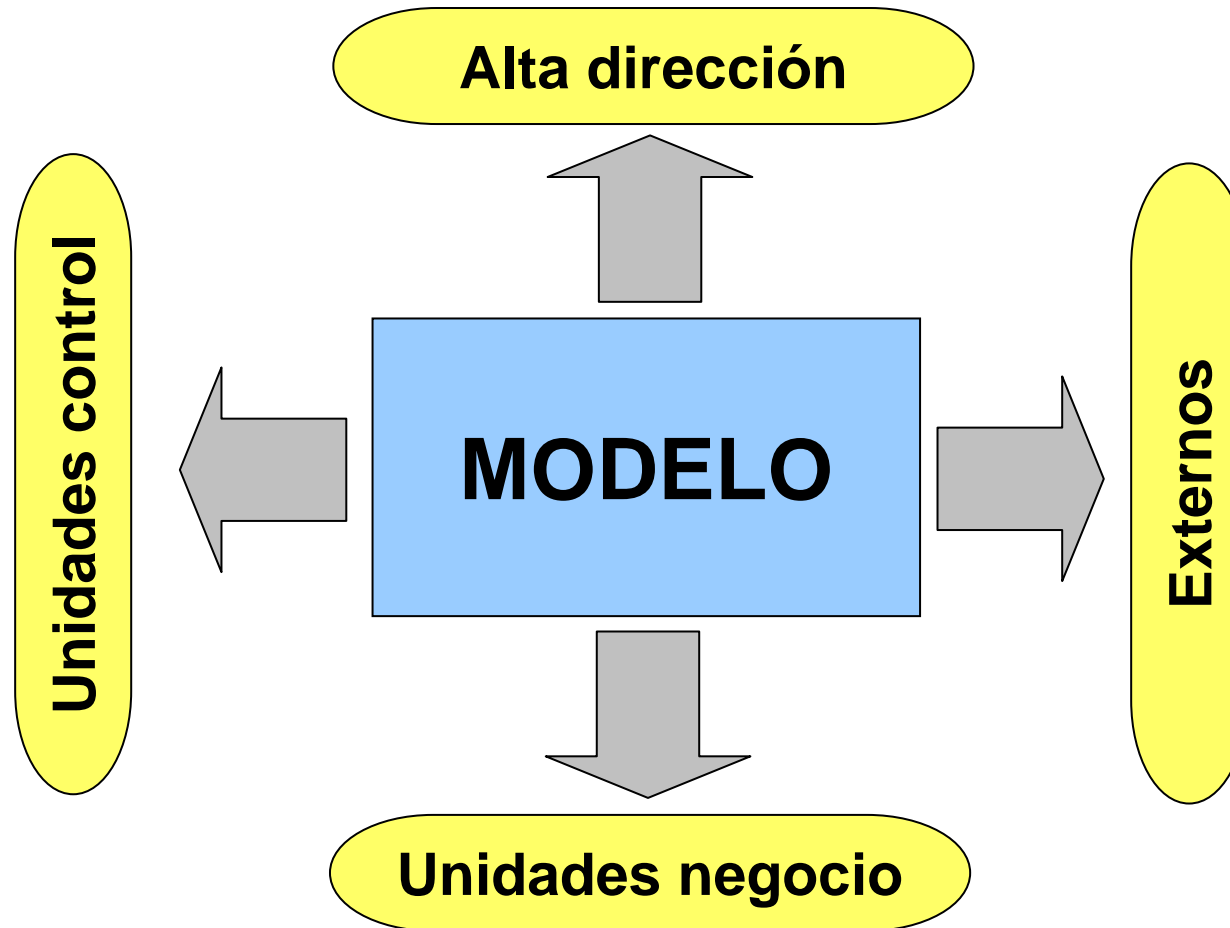 Alta dirección
Unidades control
MODELO
Externos
Unidades negocio